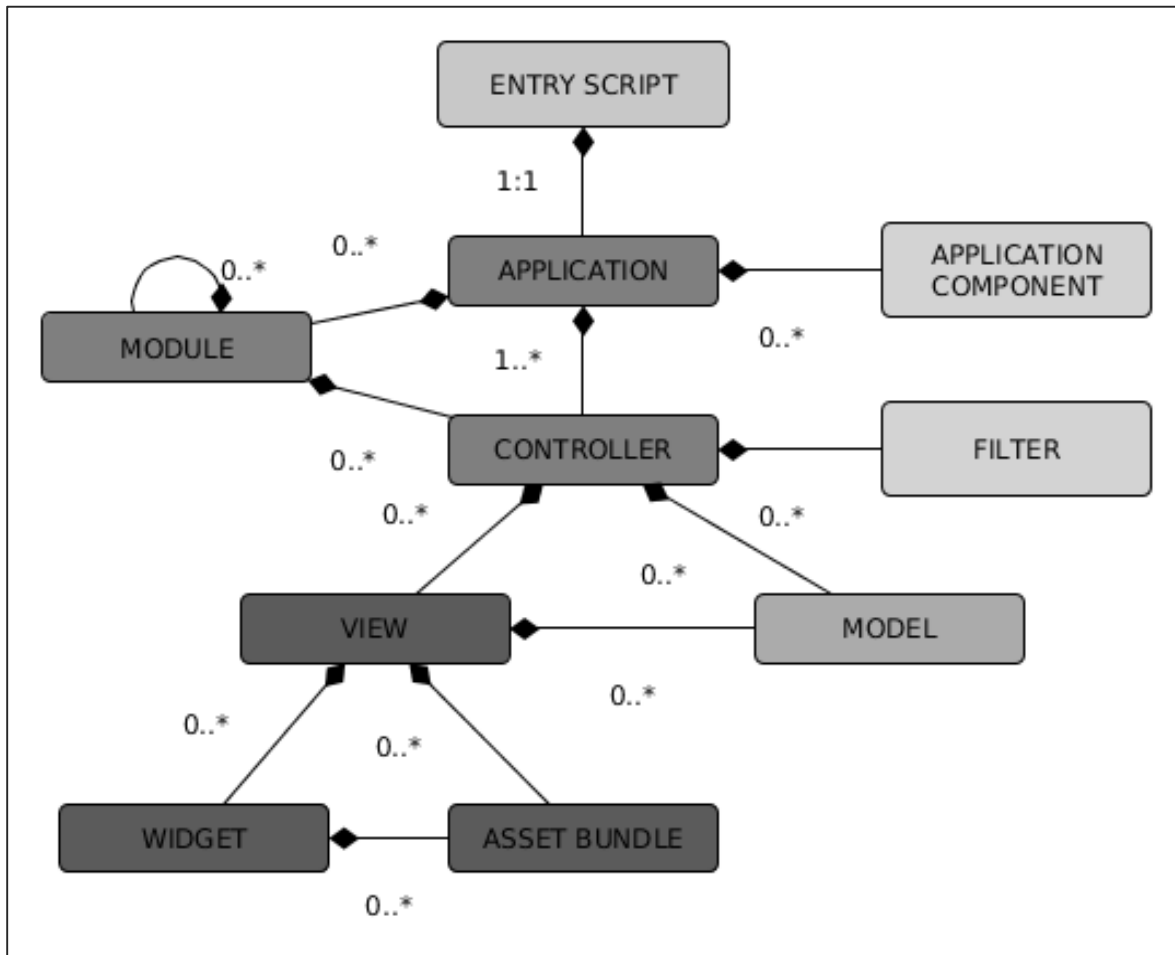 ENTRY SCRIPT
1:1
0..*
0..*
APPLICATION
APPLICATION
COMPONENT
MODULE
1..*
0..*
CONTROLLER
FILTER
0..*
0..*
0..*
0..*
VIEW
MODEL
0..*
0..*
0..*
WIDGET
ASSET BUNDLE
0..*